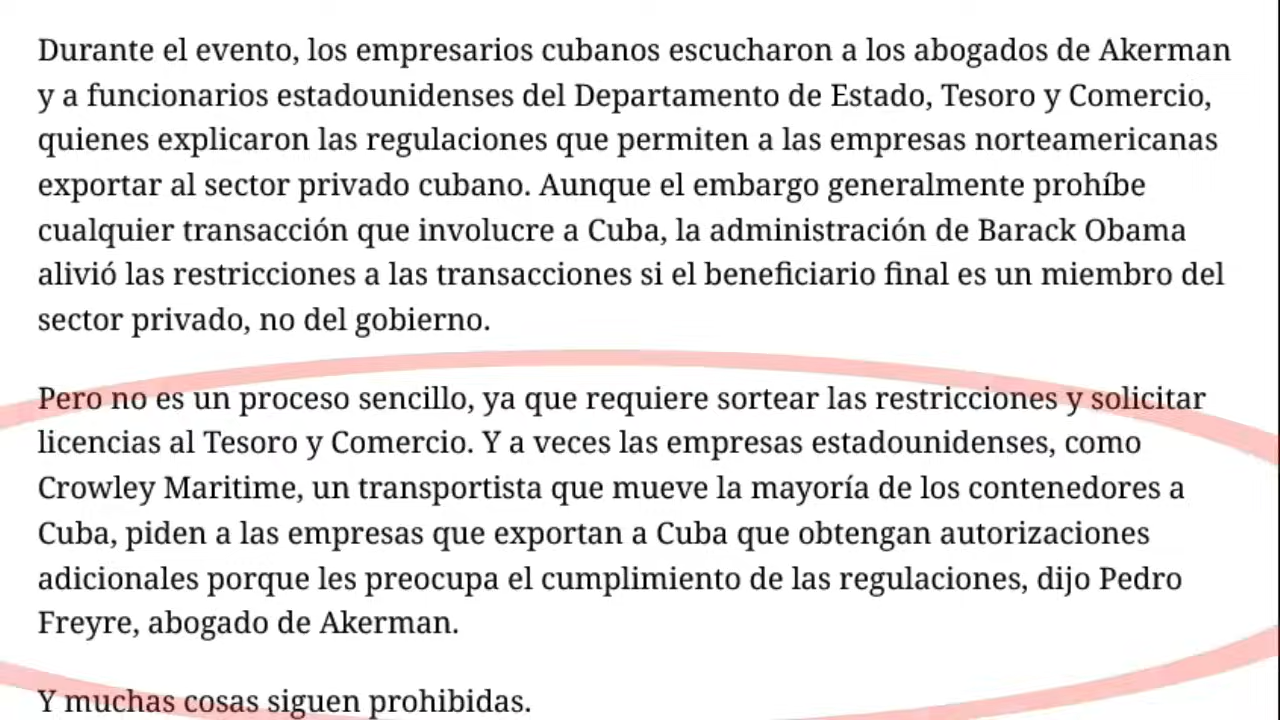 Durante el evento, los empresarios cubanos escucharon a los abogados de Akerman
y a funcionarios estadounidenses del Departamento de Estado, Tesoro y Comercio,
quienes explicaron las regulaciones que permiten a las empresas norteamericanas
exportar al sector privado cubano. Aunque el embargo generalmente prohíbe
cualquier transacción que involucre a Cuba, la administración de Barack Obama
alivió las restricciones a las transacciones si el beneficiario final es un miembro del
sector privado, no del gobierno.
Pero no es un proceso sencillo, ya que requiere sortear las restricciones y solicitar
licencias al Tesoro y Comercio. Y a veces las empresas estadounidenses, como
Crowley Maritime, un transportista que mueve la mayoría de los contenedores a
Cuba, piden a las empresas que exportan a Cuba que obtengan autorizaciones
adicionales porque les preocupa el cumplimiento de las regulaciones, dijo Pedro
Freyre, abogado de Akerman.
Y muchas cosas siguen prohibidas.